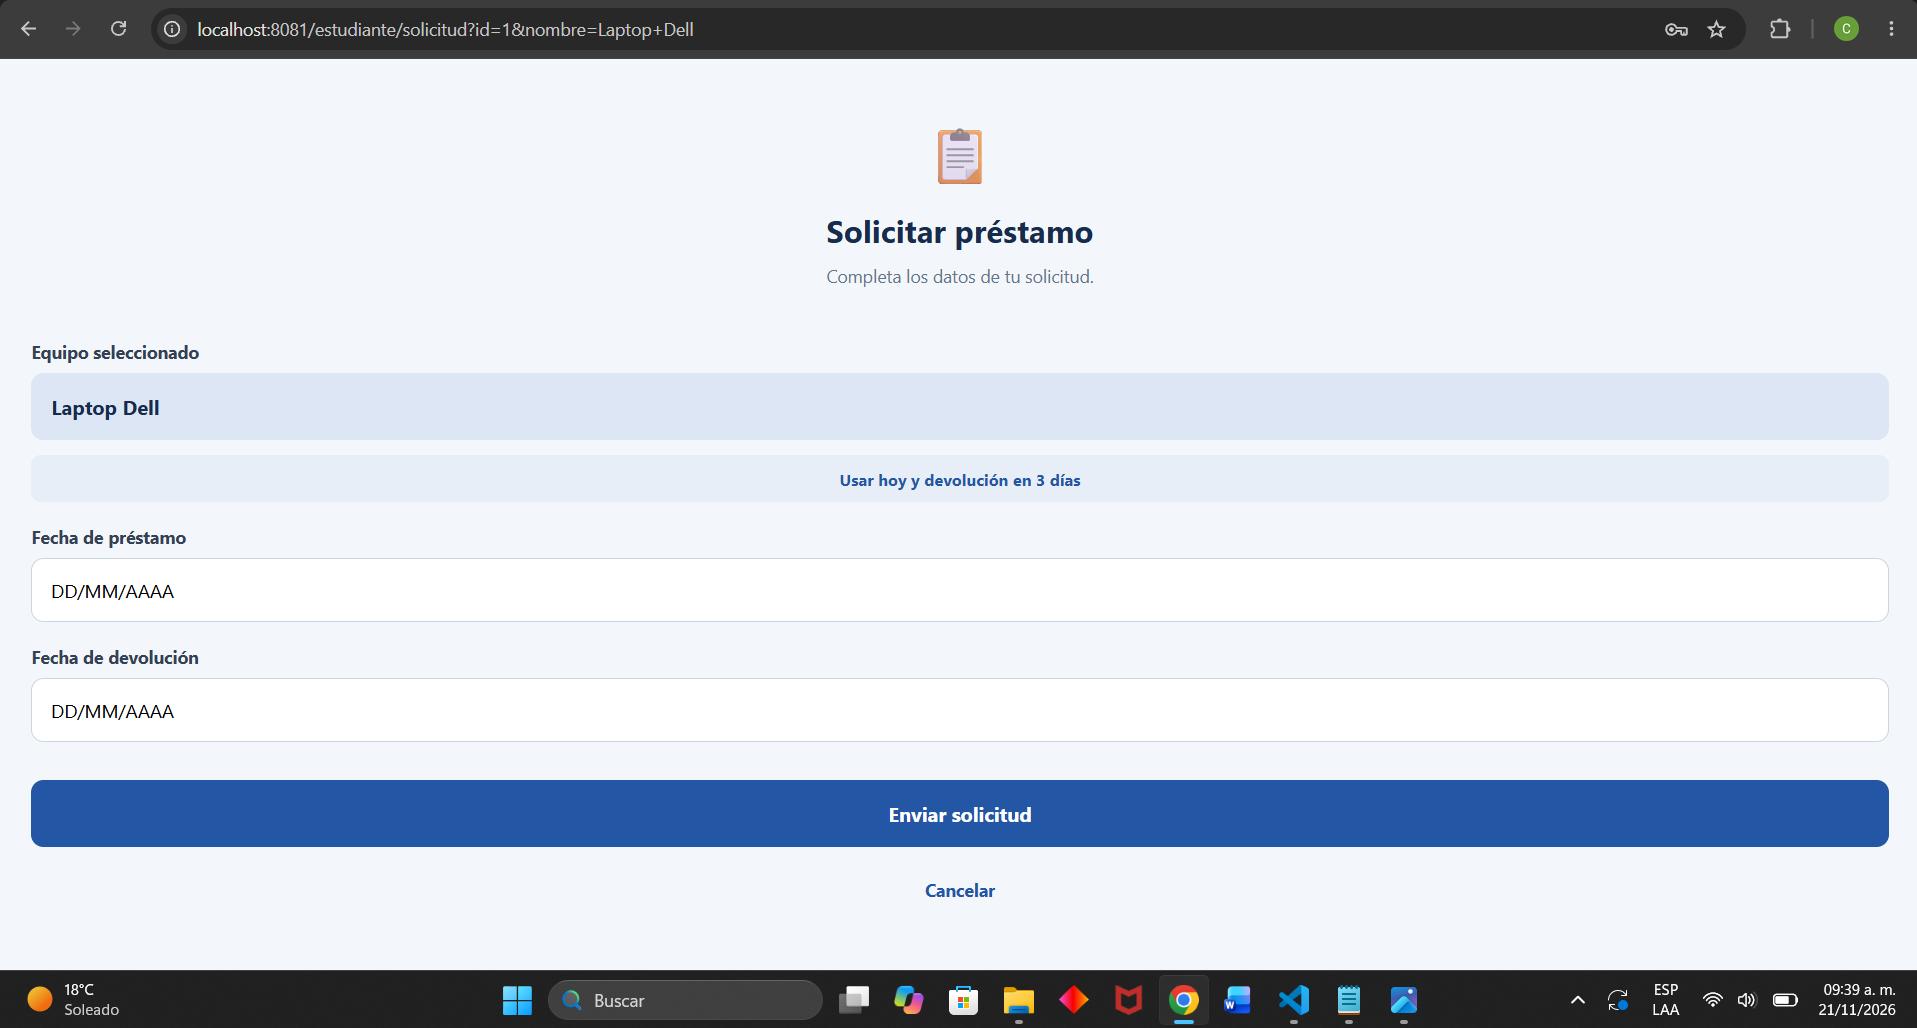 localhost:8081/estudiante/solicitud?id=1&nombre=Laptop+Dell
C
Solicitar préstamo
Completa los datos de tu solicitud.
Equipo seleccionado
Laptop Dell
Usar hoy y devolución en 3 días
Fecha de préstamo
DD/MM/AAAA
Fecha de devolución
DD/MM/AAAA
Enviar solicitud
Cancelar
18°C
Soleado
Buscar
W
ESP
LAA
09:39 a. m.
21/11/2026